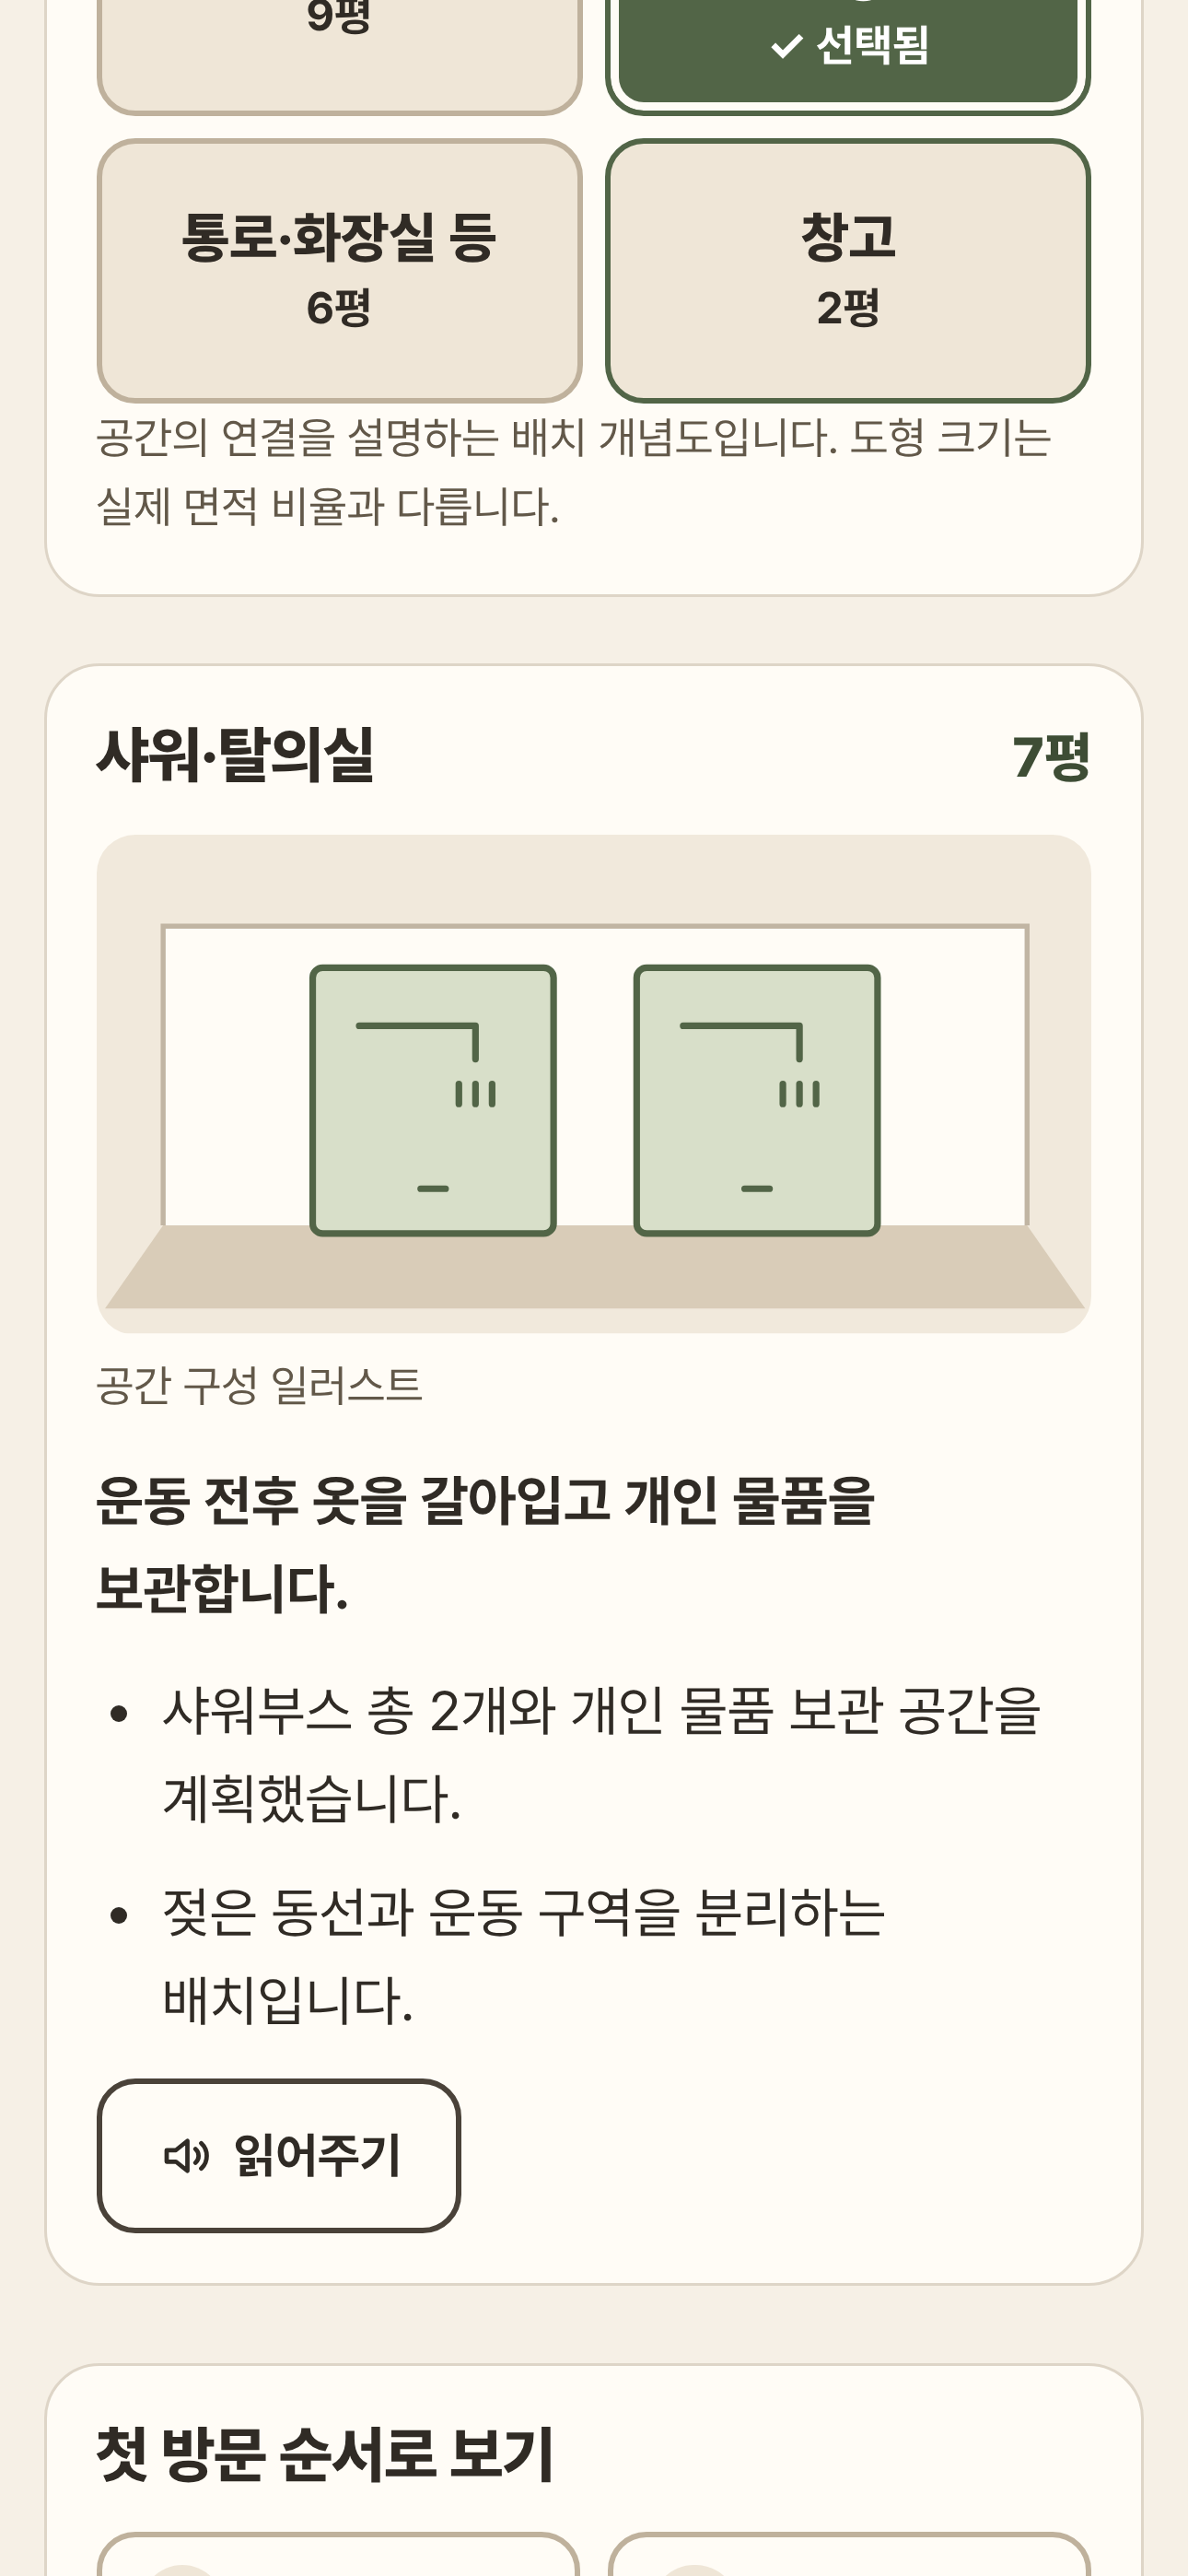 9평
✓ 선택됨
통로·화장실 등
6평
창고
2평
공간의 연결을 설명하는 배치 개념도입니다. 도형 크기는
실제 면적 비율과 다릅니다.
샤워·탈의실
7평
공간 구성 일러스트
운동 전후 옷을 갈아입고 개인 물품을
보관합니다.
• 샤워부스 총 2개와 개인 물품 보관 공간을
계획했습니다.
• 젖은 동선과 운동 구역을 분리하는
배치입니다.
읽어주기
첫 방문 순서로 보기